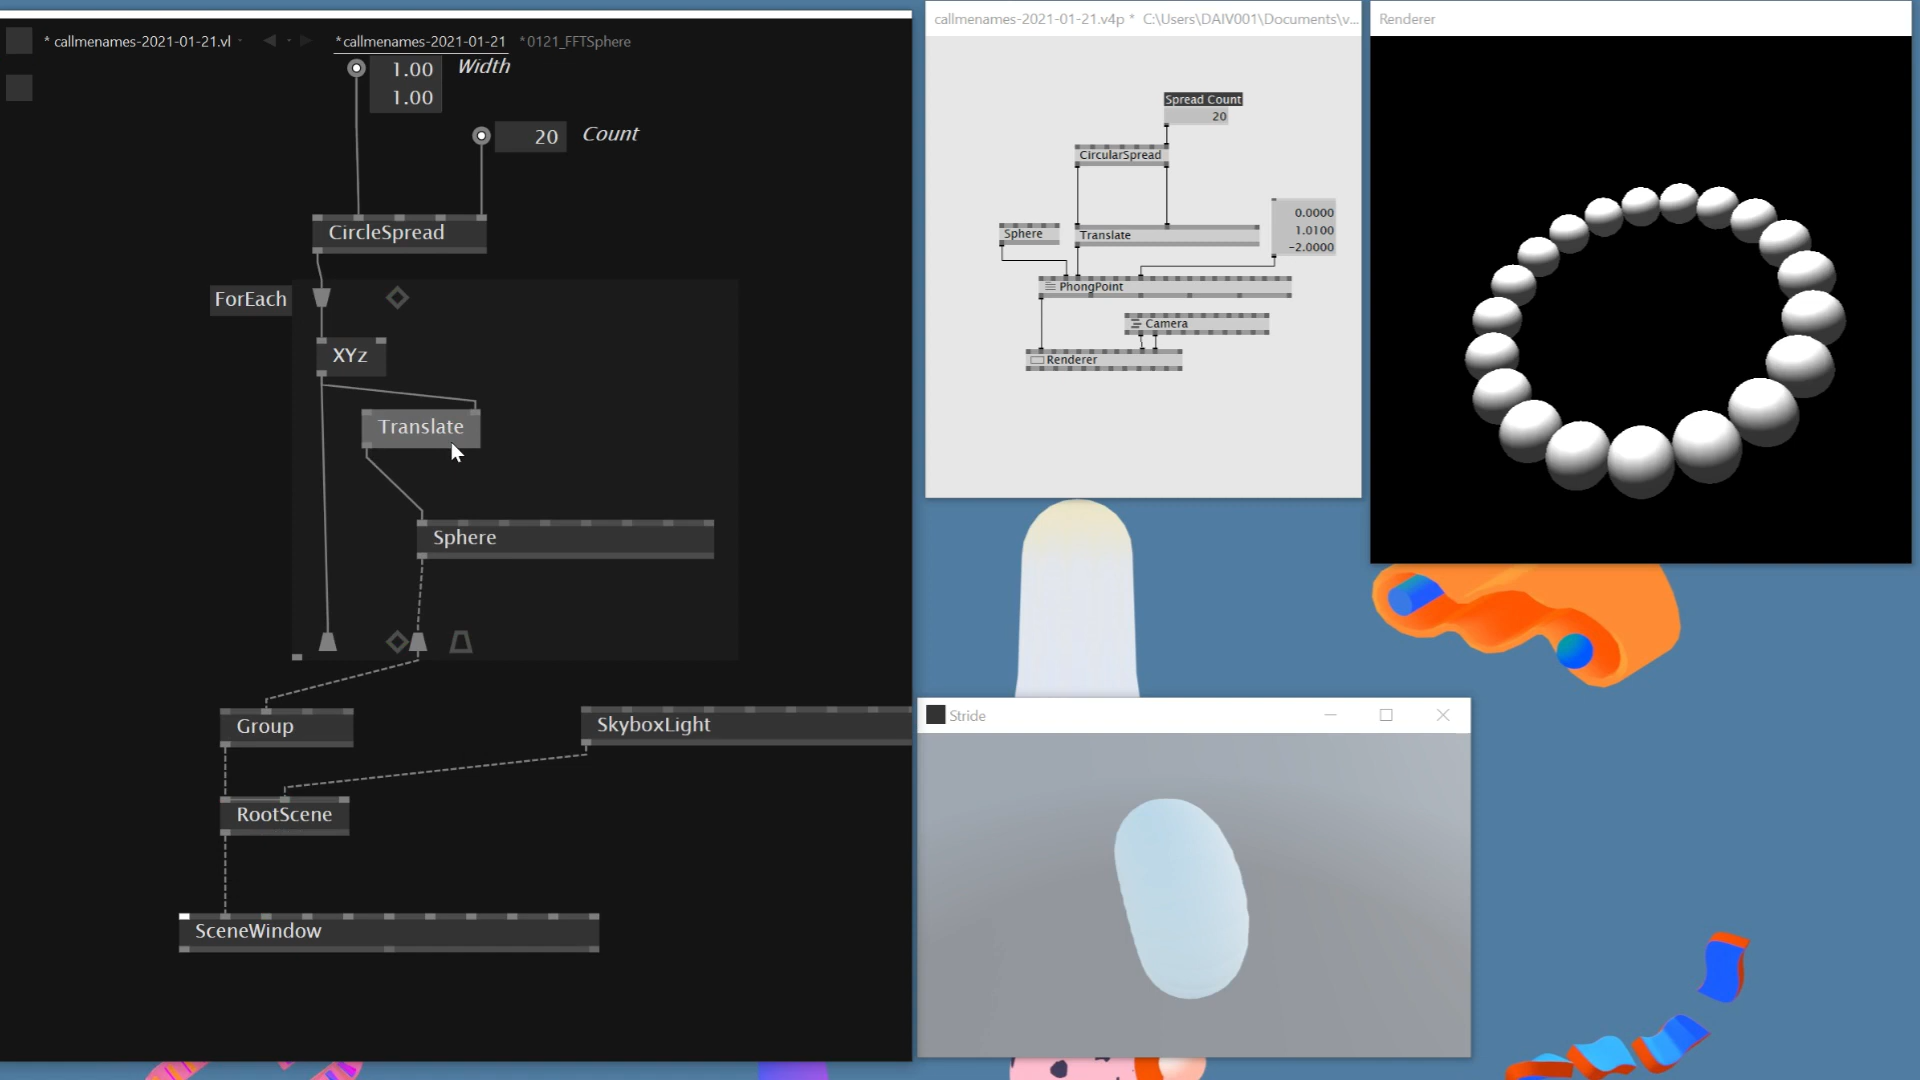 * callmenames-2021-01-21.vl
*callmenames-2021-01-21
*0121_FFTSphere
1.00
1.00
Width
20
Count
CircleSpread
ForEach
XYz
Translate
Sphere
Group
SkyboxLight
RootScene
SceneWindow
callmenames-2021-01-21.v4p * C:\Users\DAIV001\Documents\v...
Spread Count
20
CircularSpread
Sphere
Translate
0.0000
1.0100
-2.0000
PhongPoint
Camera
Renderer
Renderer
Stride